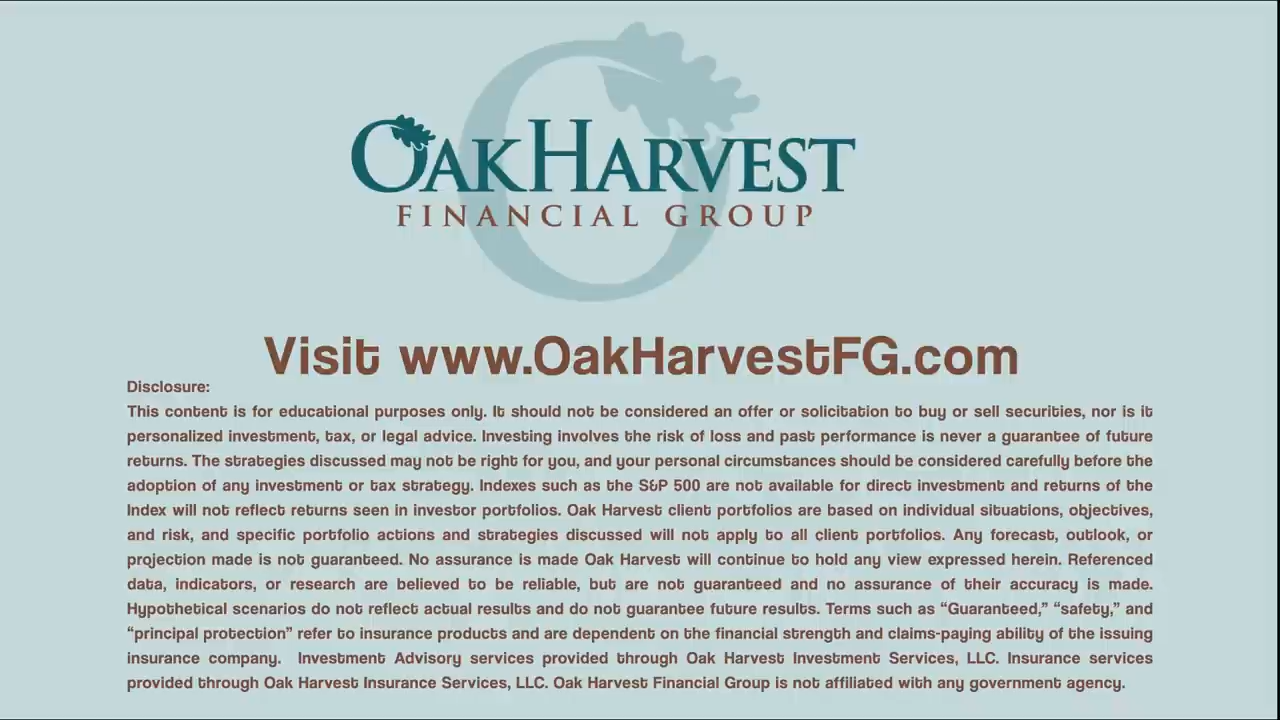 OAKHARVEST
FINANCIAL GROUP
Visit www.OakHarvestFG.com
Disclosure:
This content is for educational purposes only. It should not be considered an offer or solicitation to buy or sell securities, nor is it
personalized investment, tax, or legal advice. Investing involves the risk of loss and past performance is never a guarantee of future
returns. The strategies discussed may not be right for you, and your personal circumstances should be considered carefully before the
adoption of any investment or tax strategy. Indexes such as the S&P 500 are not available for direct investment and returns of the
Index will not reflect returns seen in investor portfolios. Oak Harvest client portfolios are based on individual situations, objectives,
and risk, and specific portfolio actions and strategies discussed will not apply to all client portfolios. Any forecast, outlook, or
projection made is not guaranteed. No assurance is made Oak Harvest will continue to hold any view expressed herein. Referenced
data, indicators, or research are believed to be reliable, but are not guaranteed and no assurance of their accuracy is made.
Hypothetical scenarios do not reflect actual results and do not guarantee future results. Terms such as “Guaranteed,” “safety,” and
“principal protection” refer to insurance products and are dependent on the financial strength and claims-paying ability of the issuing
insurance company. Investment Advisory services provided through Oak Harvest Investment Services, LLC. Insurance services
provided through Oak Harvest Insurance Services, LLC. Oak Harvest Financial Group is not affiliated with any government agency.